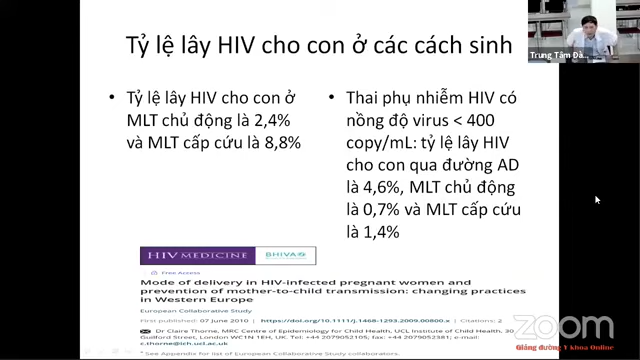 Tỷ lệ lây HIV cho con ở các cách sinh
Trung Tâm Đà...
• Tỷ lệ lây HIV cho con ở
MLT chủ động là 2,4%
và MLT cấp cứu là 8,8%
• Thai phụ nhiễm HIV có
nồng độ virus < 400
copy/mL: tỷ lệ lây HIV
cho con qua đường AD
là 4,6%, MLT chủ động
là 0,7% và MLT cấp cứu
là 1,4%
HIV MEDICINE
BHIVA
Free Access
Mode of delivery in HIV-infected pregnant women and
prevention of mother-to-child transmission: changing practices
in Western Europe
European Collaborative Study
First published: 07 June 2010 | https://doi.org/10.1111/j.1468-1293.2009.00800.x | Citations: 2
Dr Claire Thorne, MRC Centre of Epidemiology for Child Health, UCL Institute of Child Health, 30
Guilford Street, London WC1N 1EH, UK. Tel: +44 2079052105; fax: +44 2079052381; e-mail:
c.thorne@ich.ucl.ac.uk
*See Appendix for list of European Collaborative Study collaborators.
zoom
Giảng đường Y khoa Online